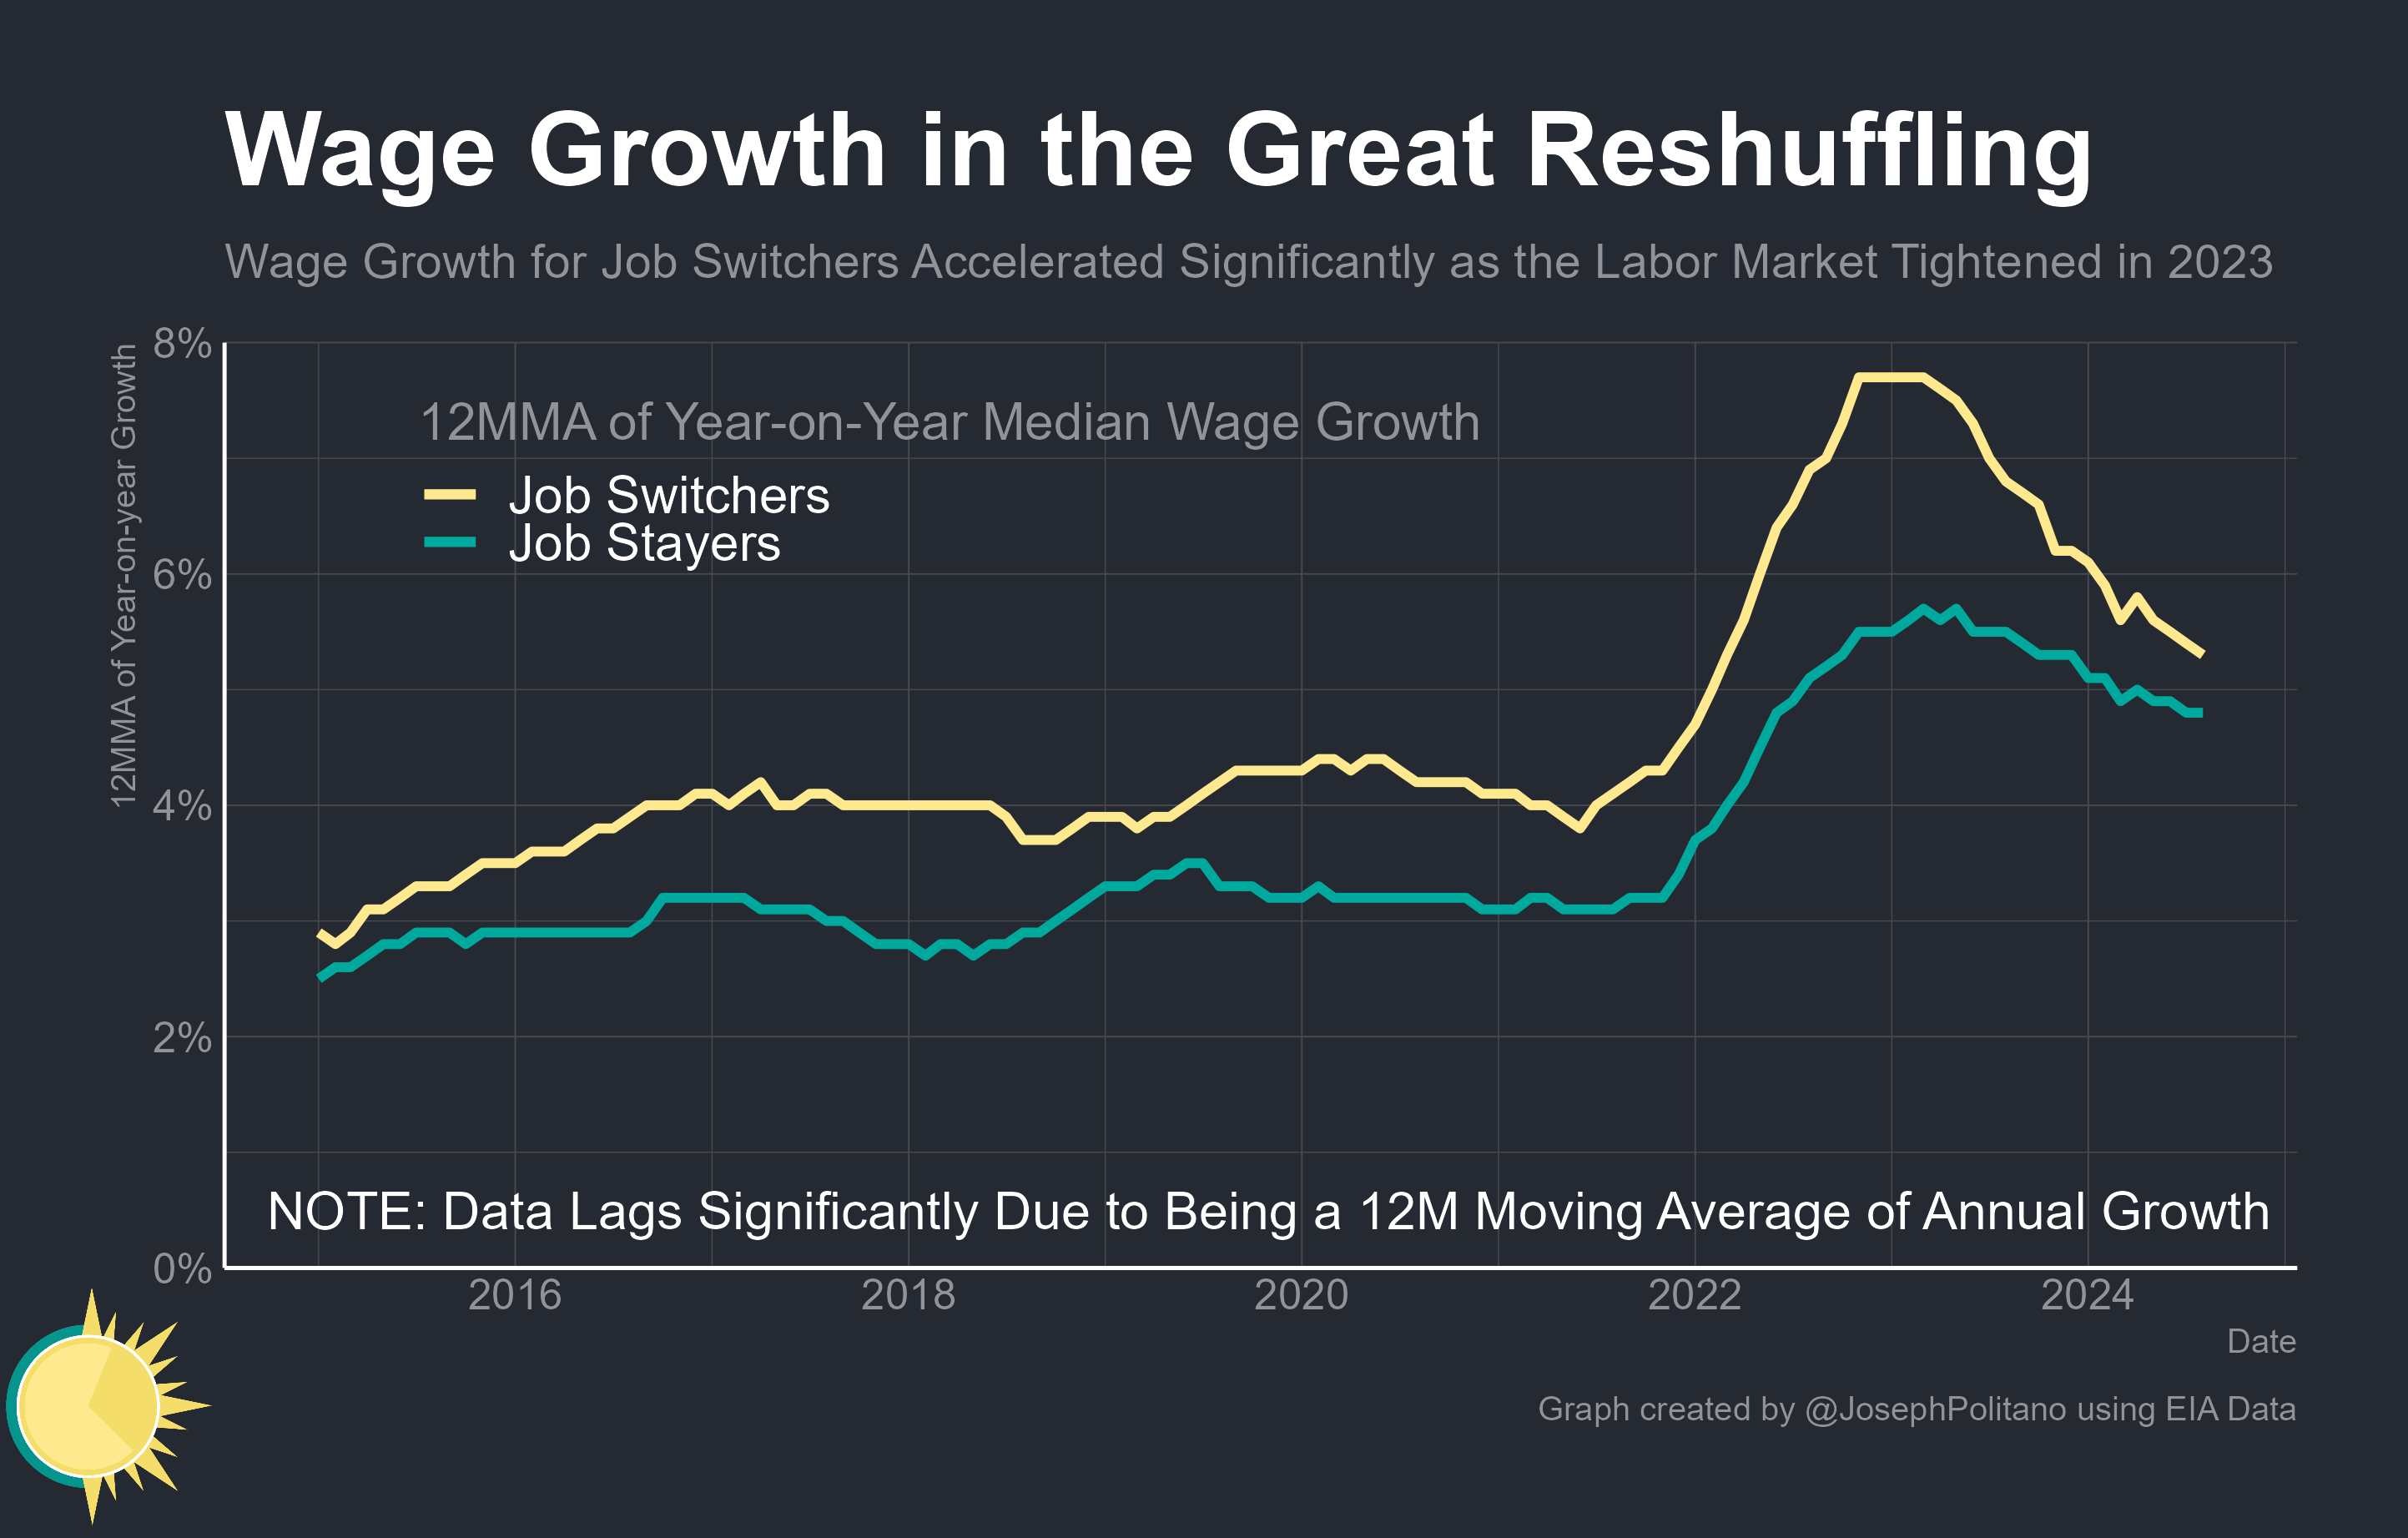 Wage Growth in the Great Reshuffling
Wage Growth for Job Switchers Accelerated Significantly as the Labor Market Tightened in 2023
12MMA of Year-on-year Growth
8%
6%
4%
2%
0%
12MMA of Year-on-Year Median Wage Growth
Job Switchers
Job Stayers
NOTE: Data Lags Significantly Due to Being a 12M Moving Average of Annual Growth
2016 2018 2020 2022 2024
Date
Graph created by @JosephPolitano using EIA Data